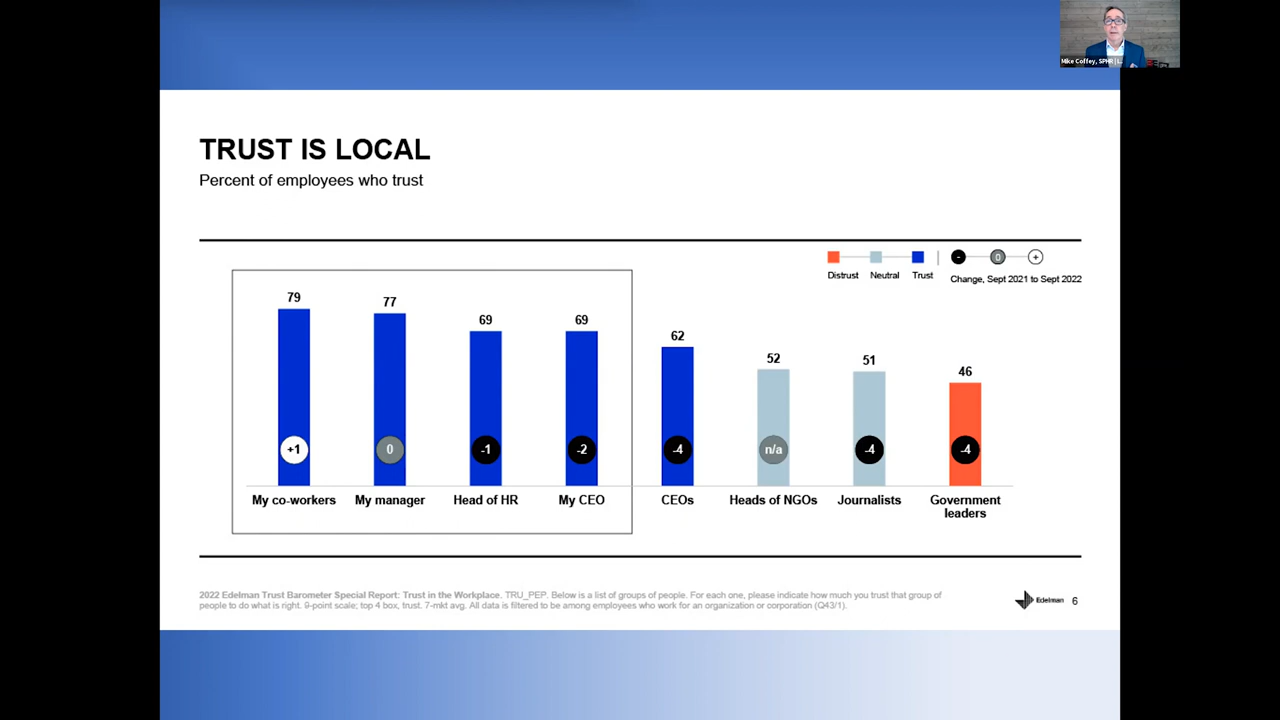 Mike Coffey, SPHR
TRUST IS LOCAL
Percent of employees who trust
Distrust Neutral Trust
- 0 +
Change, Sept 2021 to Sept 2022
79 77 69 69 62 52 51 46
+1 0 -1 -2 -4 n/a -4 -4
My co-workers My manager Head of HR My CEO CEOs Heads of NGOs Journalists Government
leaders
2022 Edelman Trust Barometer Special Report: Trust in the Workplace. TRU_PEP. Below is a list of groups of people. For each one, please indicate how much you trust that group of
people to do what is right. 9-point scale; top 4 box, trust. 7-mkt avg. All data is filtered to be among employees who work for an organization or corporation (Q43/1).
Edelman 6